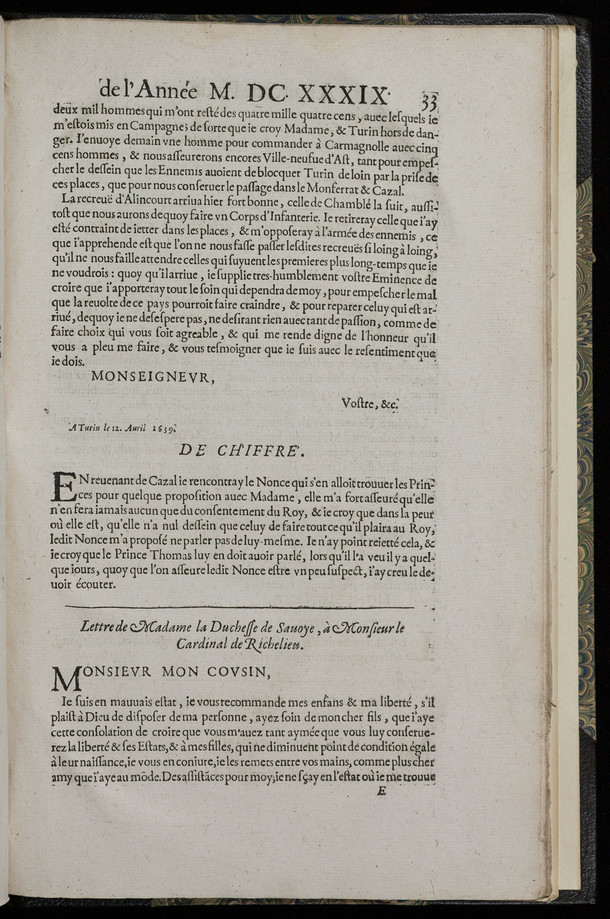 de l'Année M. DC. XXXIX. 33
deux mil hommes qui m'ont resté des quatre mille quatre cens, auec lesquels ie
m'estois mis en Campagne; de sorte que ie croy Madame, & Turin hors de dan-
ger. I'enuoye demain vne homme pour commander à Carmagnolle auec cinq
cens hommes, & nous asseurerons encores Ville-neufue d'Ast, tant pour empes-
cher le dessein que les Ennemis auoient de blocquer Turin de loin par la prise de
ces places, que pour nous conseruer le passage dans le Monferrat & Cazal.
La recreuë d'Alincourt arriua hier fort bonne, celle de Chamblé la suit, aussi-
tost que nous aurons dequoy faire vn Corps d'Infanterie. Ie retireray celle que i'ay
esté contraint de ietter dans les places, & m'opposeray à l'armée des ennemis, ce
que i'apprehende est que l'on ne nous fasse passer lesdites recreuës si loing à loing,
qu'il ne nous faille attendre celles qui suyuent les premieres plus long-temps que ie
ne voudrois: quoy qu'il arriue, ie supplie tres-humblement vostre Eminence de
croire que i'apporteray tout le soin qui dependra de moy, pour empescher le mal
que la reuolte de ce pays pourroit faire craindre, & pour reparer celuy qui est ar-
riué, dequoy ie ne desespere pas, ne desirant rien auec tant de passion, comme de
faire choix qui vous soit agreable, & qui me rende digne de l'honneur qu'il
vous a pleu me faire, & vous tesmoigner que ie suis auec le resentiment que
ie dois.
MONSEIGNEVR,
Vostre, &c.
A Turin le 12. Auril 1639.
DE CHIFFRE.
EN reuenant de Cazal ie rencontray le Nonce qui s'en alloit trouuer les Prin-
ces pour quelque proposition auec Madame, elle m'a fort asseuré qu'elle
n'en fera iamais aucun que du consentement du Roy, & ie croy que dans la peur
où elle est, qu'elle n'a nul dessein que celuy de faire tout ce qu'il plaira au Roy,
ledit Nonce m'a proposé ne parler pas de luy-mesme. Ie n'ay point reietté cela, &
ie croy que le Prince Thomas luy en doit auoir parlé, lors qu'il l'a veu il y a quel-
que iours, quoy que l'on asseure ledit Nonce estre vn peu suspect, i'ay creu le de-
uoir écouter.
Lettre de Madame la Duchesse de Sauoye, à Monsieur le
Cardinal de Richelieu.
MONSIEVR MON COVSIN,
Ie suis en mauuais estat, ie vous recommande mes enfans & ma liberté, s'il
plaist à Dieu de disposer de ma personne, ayez soin de mon cher fils, que i'aye
cette consolation de croire que vous m'auez tant aymée que vous luy conserue-
rez la liberté & ses Estats, & à mes filles, qui ne diminuent point de condition égale
à leur naissance, ie vous en coniure, ie les remets entre vos mains, comme plus cher
amy que i'aye au mōde. Des assistāces pour moy, ie ne sçay en l'estat où ie me trouue
E